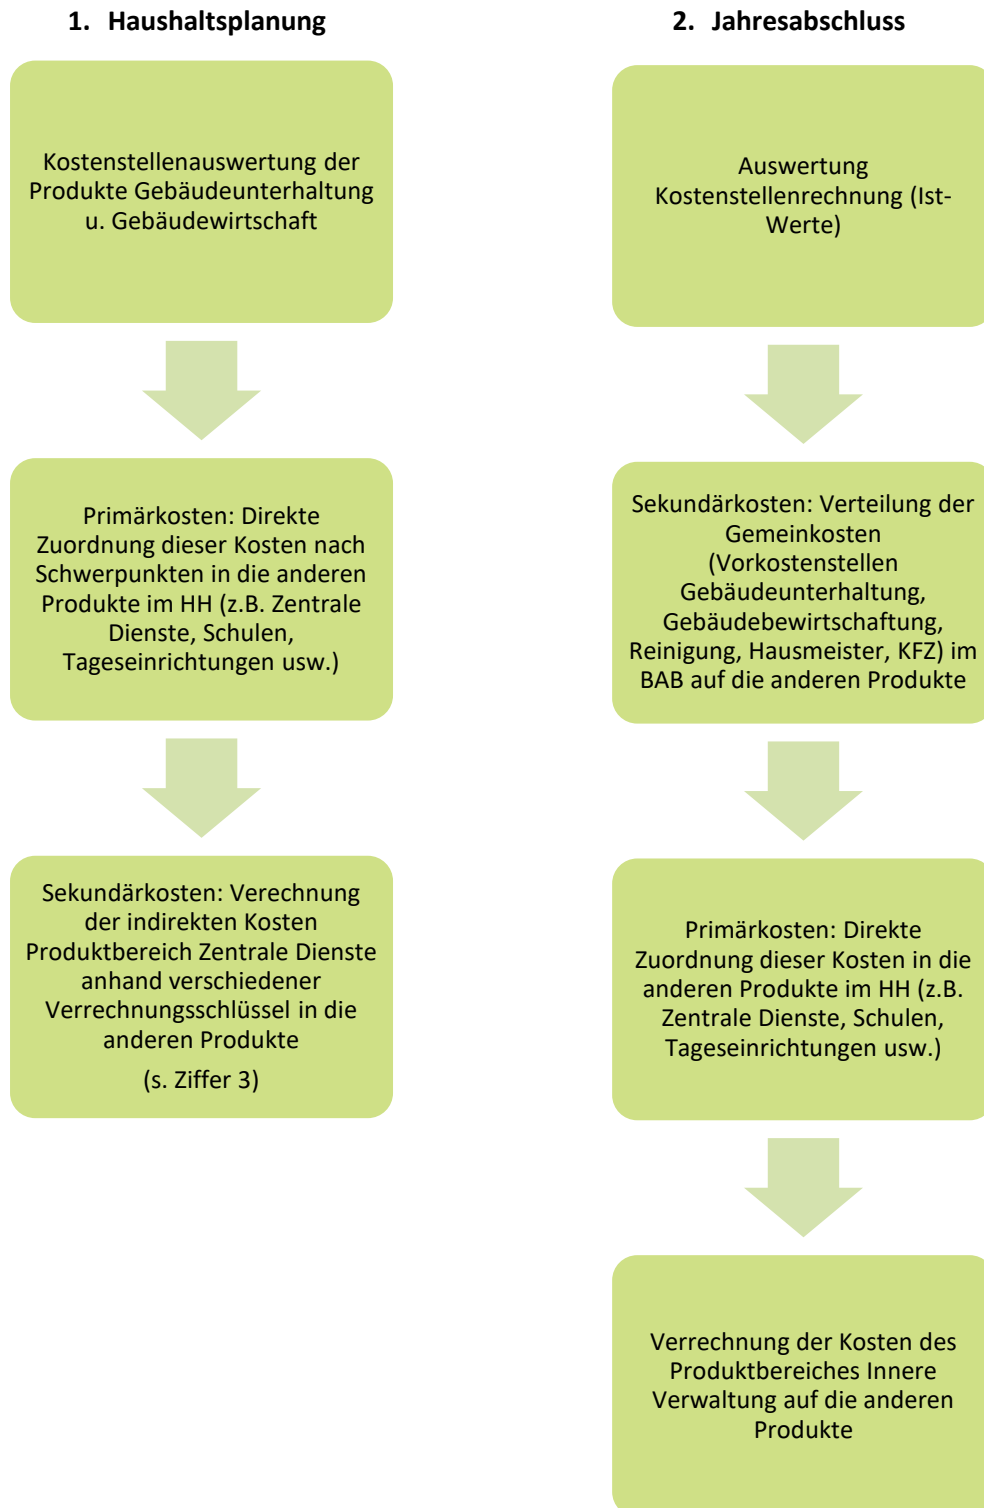 1. Haushaltsplanung
Kostenstellenauswertung der
Produkte Gebäudeunterhaltung
u. Gebäudewirtschaft
Primärkosten: Direkte
Zuordnung dieser Kosten nach
Schwerpunkten in die anderen
Produkte im HH (z.B. Zentrale
Dienste, Schulen,
Tageseinrichtungen usw.)
Sekundärkosten: Verrechnung
der indirekten Kosten
Produktbereich Zentrale Dienste
anhand verschiedener
Verrechnungsschlüssel in die
anderen Produkte
(s. Ziffer 3)
2. Jahresabschluss
Auswertung
Kostenstellenrechnung (Ist-
Werte)
Sekundärkosten: Verteilung der
Gemeinkosten
(Vorkostenstellen
Gebäudeunterhaltung,
Gebäudebewirtschaftung,
Reinigung, Hausmeister, KFZ) im
BAB auf die anderen Produkte
Primärkosten: Direkte
Zuordnung dieser Kosten in die
anderen Produkte im HH (z.B.
Zentrale Dienste, Schulen,
Tageseinrichtungen usw.)
Verrechnung der Kosten des
Produktbereiches Innere
Verwaltung auf die anderen
Produkte